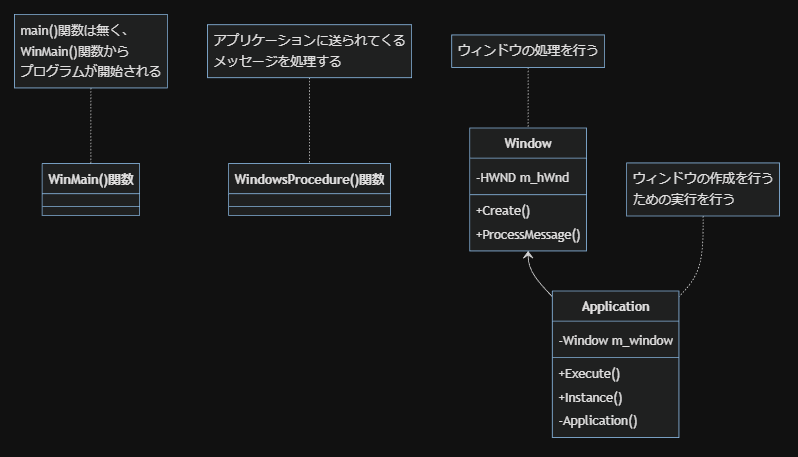 main()関数は無く、
WinMain()関数から
プログラムが開始される
アプリケーションに送られてくる
メッセージを処理する
ウィンドウの処理を行う
WinMain()関数
WindowsProcedure()関数
Window
-HWND m_hWnd
+Create()
+ProcessMessage()
ウィンドウの作成を行う
ための実行を行う
Application
-Window m_window
+Execute()
+Instance()
-Application()